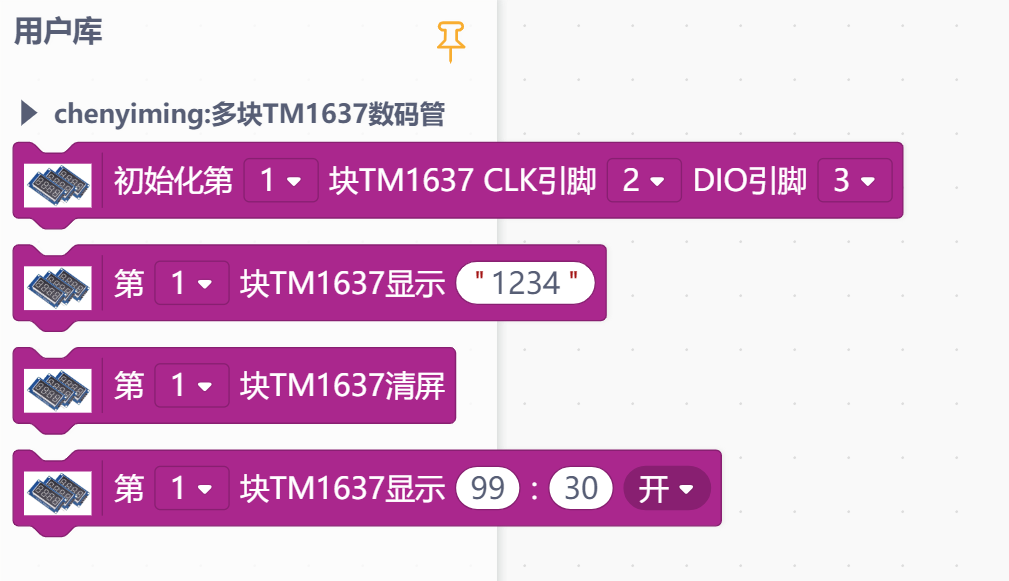 用户库
chenyiming:多块TM1637数码管
初始化第 1 块TM1637 CLK引脚 2 DIO引脚 3
第 1 块TM1637显示 "1234"
第 1 块TM1637清屏
第 1 块TM1637显示 99 : 30 开